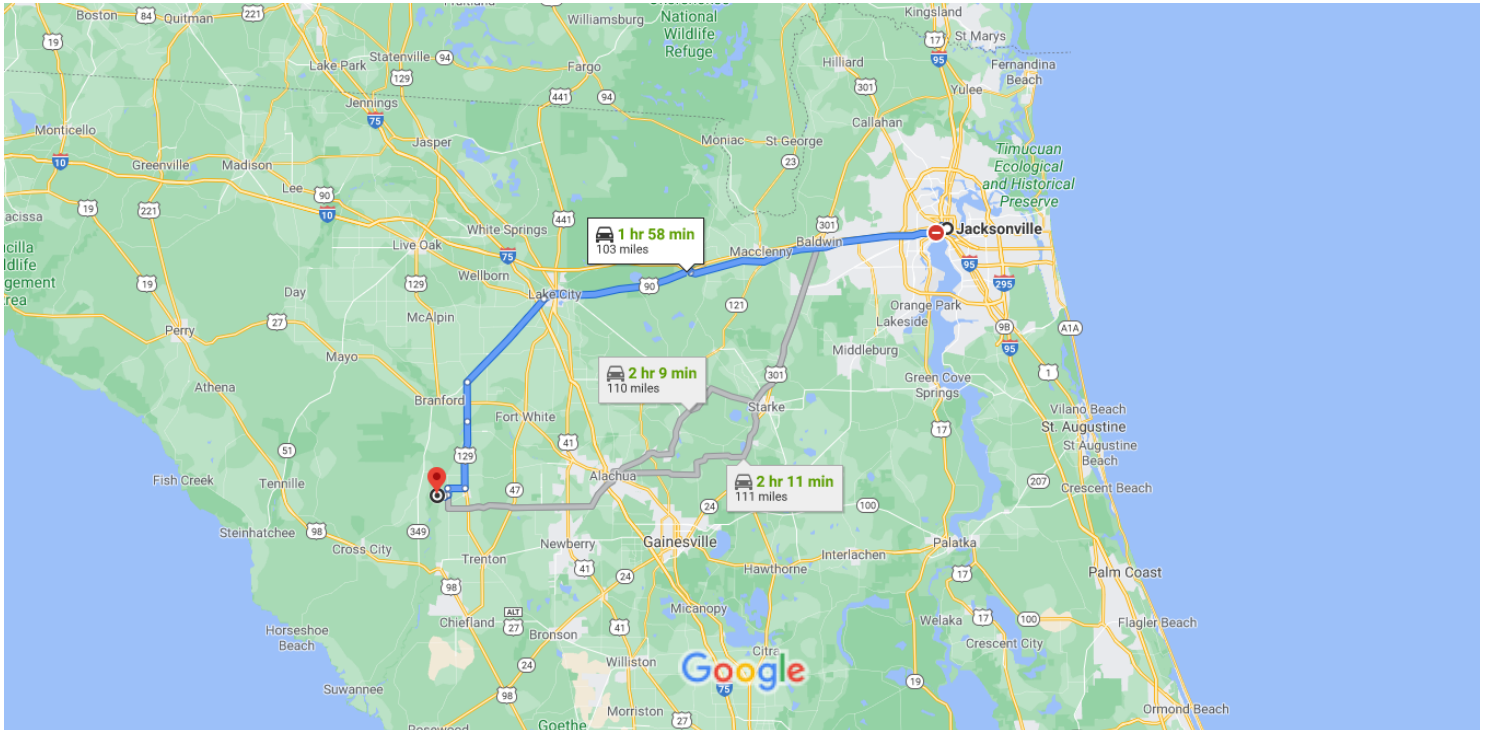 Boston
84
Quitman
221
Williamsburg
National
Wildlife
Refuge
Kingsland
17
St Marys
95
19
Statenville
94
Lake Park
129
Fargo
Hilliard
Fernandina
Beach
441
94
301
Yulee
Jennings
75
Callahan
Monticello
Jasper
Moniac
St George
10
Greenville
Madison
23
Timucuan
Ecological
and Historical
Preserve
Lee
90
19
221
10
441
White Springs
1 hr 58 min
103 miles
301
Jacksonville
Live Oak
75
Macclenny
Baldwin
Wellborn
95
19
129
Lake City
90
295
Day
121
Orange Park
McAlpin
Lakeside
27
9B
A1A
Perry
Mayo
95
Middleburg
2 hr 9 min
110 miles
301
1
Athena
Green Cove
Springs
Branford
Starke
Fort White
Vilano Beach
St. Augustine
17
41
St Augustine
Beach
51
129
Fish Creek
Tennille
Alachua
2 hr 11 min
111 miles
207
Crescent Beach
47
24
100
Steinhatchee
98
349
Cross City
Newberry
Gainesville
Palatka
Trenton
Interlachen
41
Hawthorne
17
Palm Coast
98
24
Micanopy
ALT
27
Chiefland
41
Welaka
17
100
Flagler Beach
Horseshoe
Beach
Bronson
Crescent City
Citra
24
Williston
Google
75
19
Suwannee
98
Morriston
27
Ormond Beach
Goethe